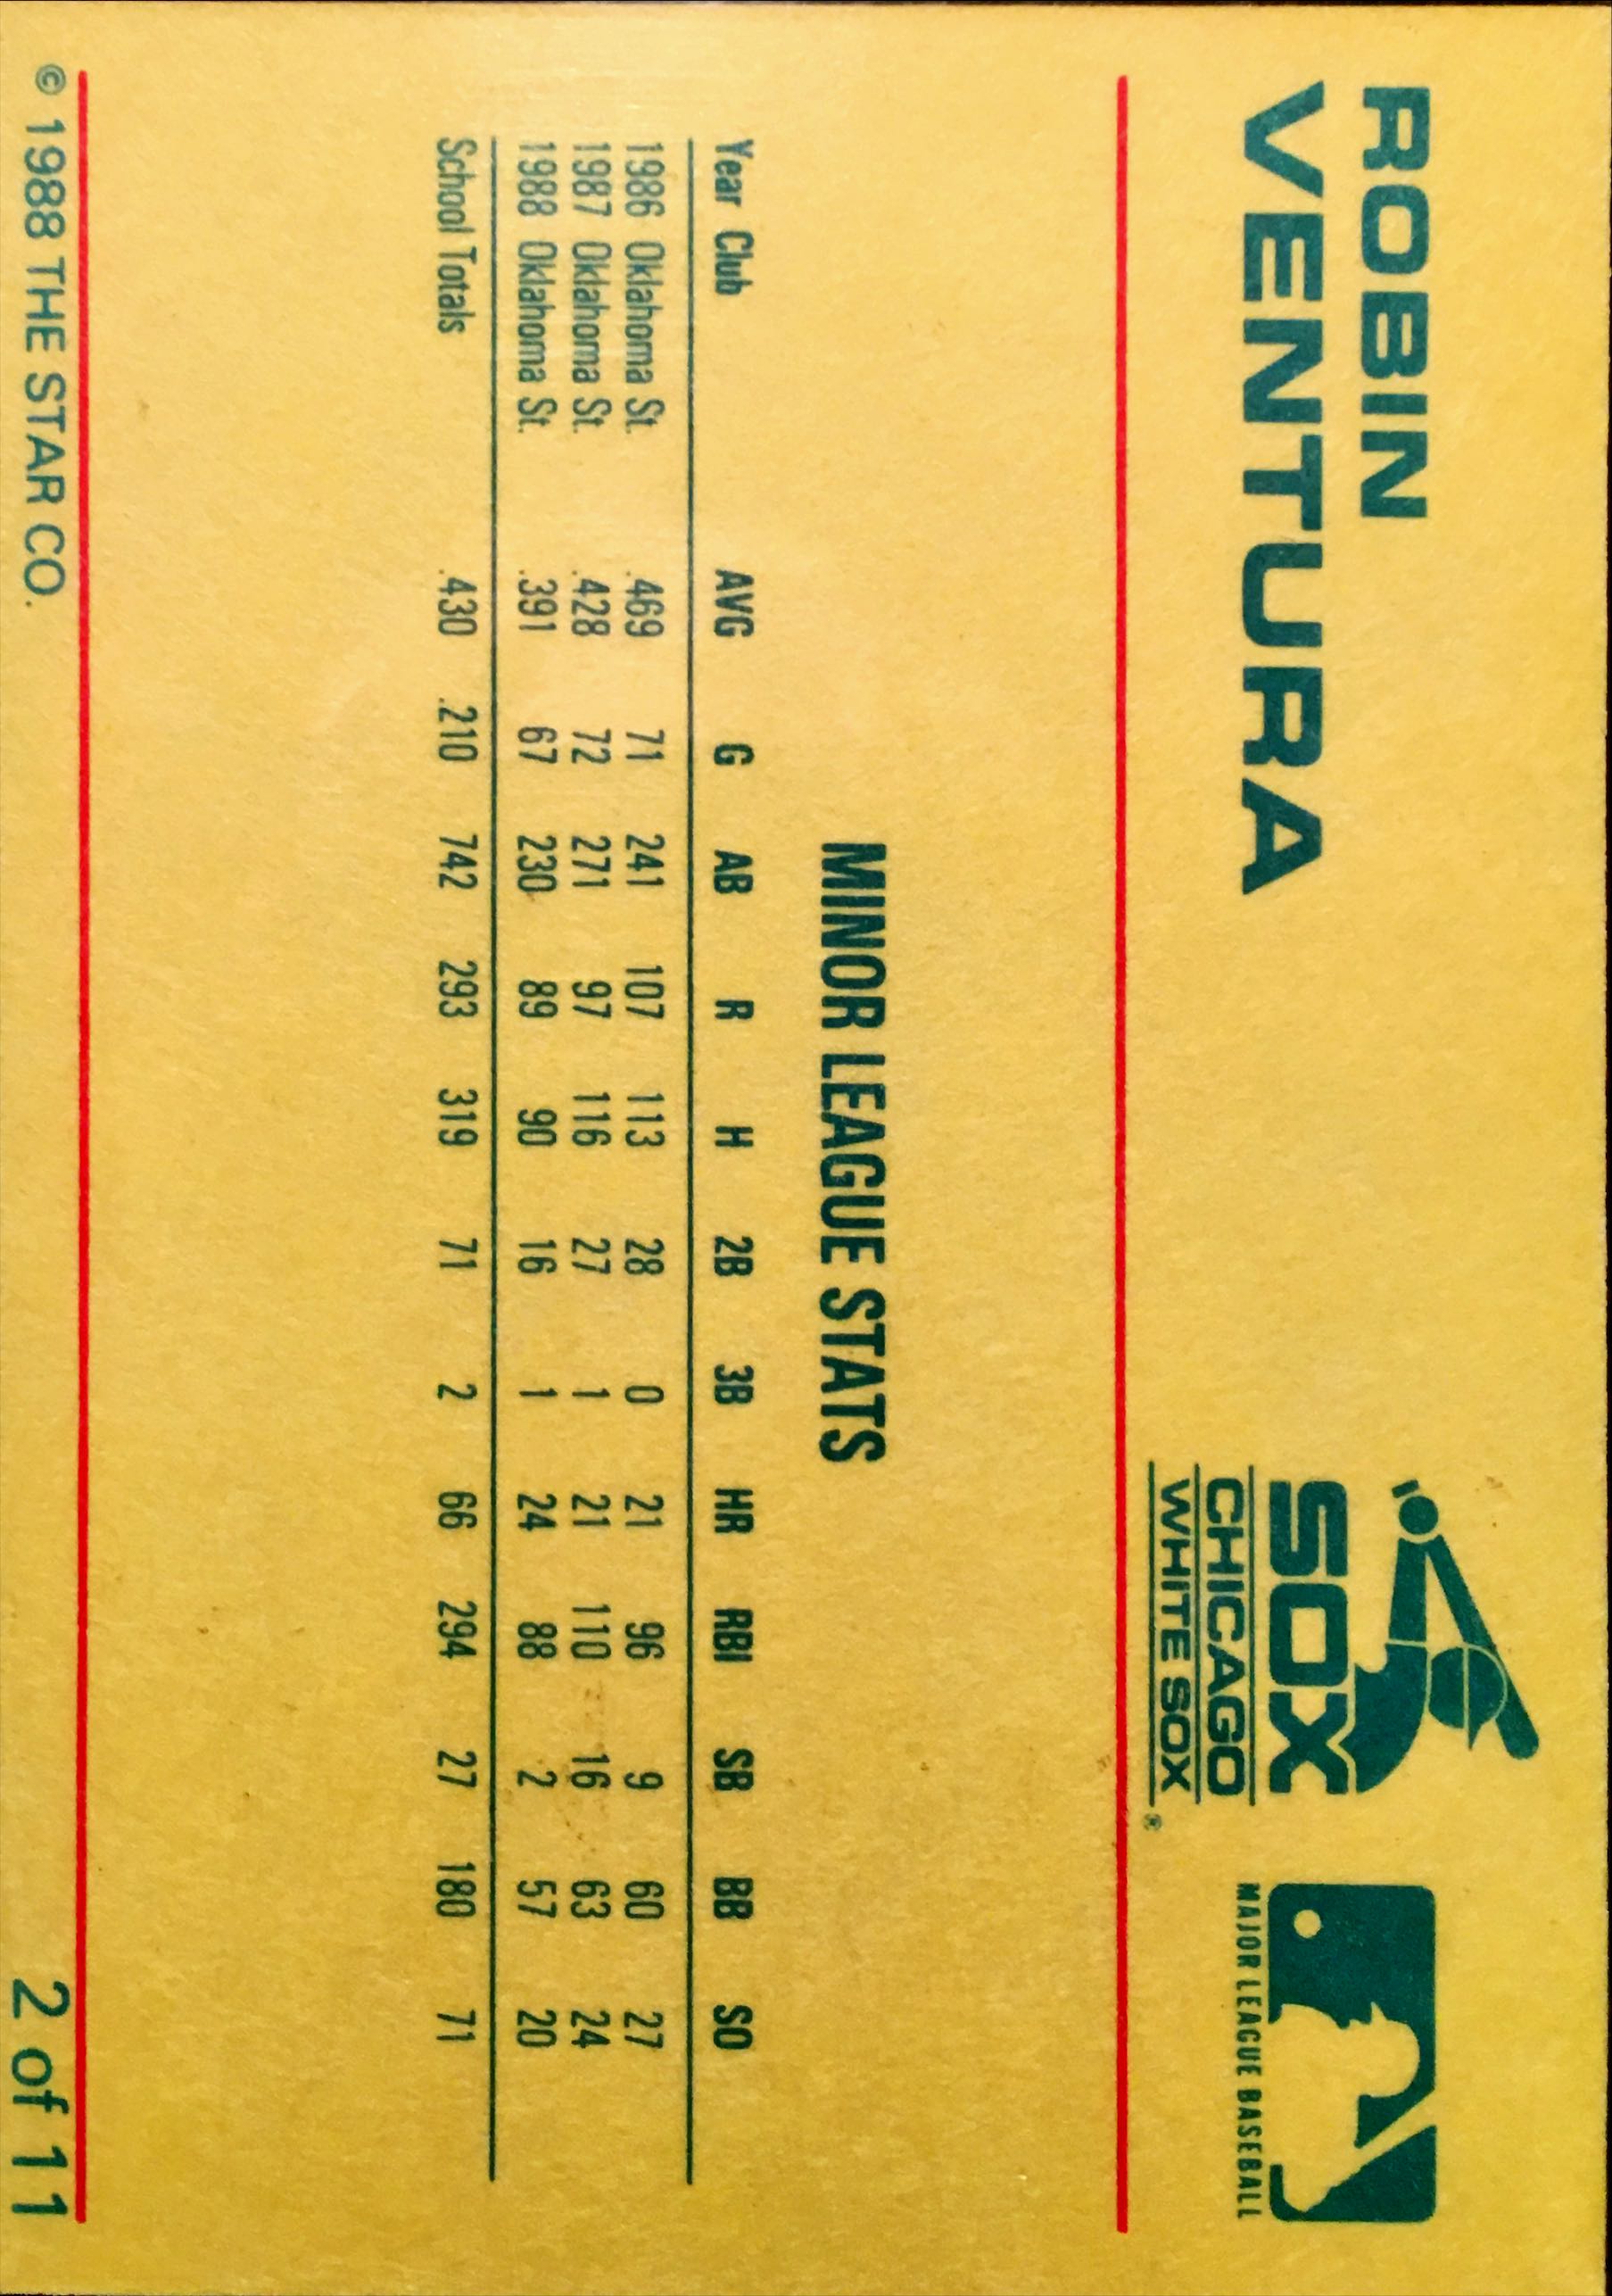 ROBIN
VENTURA
SOX
CHICAGO
WHITE SOX ®
MAJOR LEAGUE BASEBALL
MINOR LEAGUE STATS
Year Club AVG G AB R H 2B 3B HR RBI SB BB SO
1986 Oklahoma St. .469 71 241 107 113 28 0 21 96 9 60 27
1987 Oklahoma St. .428 72 271 97 116 27 1 21 110 16 63 24
1988 Oklahoma St. .391 67 230 89 90 16 1 24 88 2 57 20
School Totals .430 .210 742 293 319 71 2 66 294 27 180 71
© 1988 THE STAR CO. 2 of 11